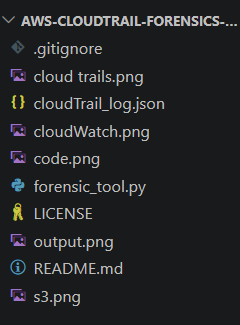 AWS-CLOUDTRAIL-FORENSICS-...
.gitignore
cloud trails.png
cloudTrail_log.json
cloudWatch.png
code.png
forensic_tool.py
LICENSE
output.png
README.md
s3.png